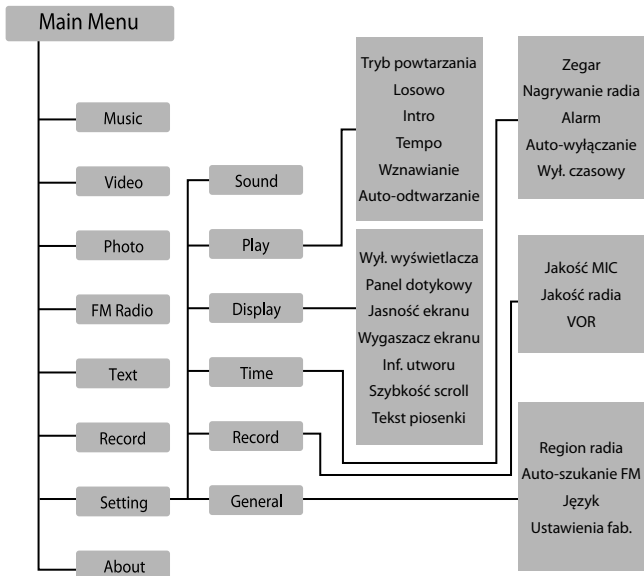 Main Menu
Music
Video
Photo
FM Radio
Text
Record
Setting
About
Sound
Play
Display
Time
Record
General
Tryb powtarzania
Losowo
Intro
Tempo
Wznawianie
Auto-odtwarzanie
Wył. wyświetlacza
Panel dotykowy
Jasność ekranu
Wygaszacz ekranu
Inf. utworu
Szybkość scroll
Tekst piosenki
Zegar
Nagrywanie radia
Alarm
Auto-wyłączanie
Wył. czasowy
Jakość MIC
Jakość radia
VOR
Region radia
Auto-szukanie FM
Język
Ustawienia fab.